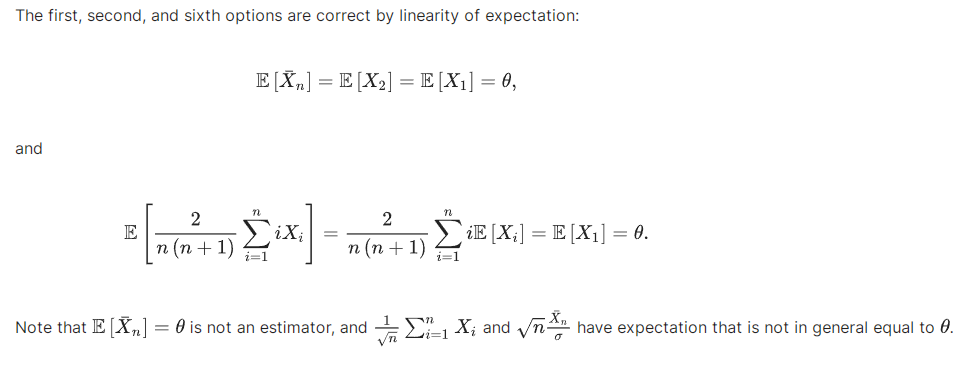 The first, second, and sixth options are correct by linearity of expectation:
𝔼[X̄ₙ] = 𝔼[X₂] = 𝔼[X₁] = θ,
and
𝔼[2/(n(n+1)) ∑ᵢ₌₁ⁿ iXᵢ] = 2/(n(n+1)) ∑ᵢ₌₁ⁿ i𝔼[Xᵢ] = 𝔼[X₁] = θ.
Note that 𝔼[X̄ₙ] = θ is not an estimator, and 1/√n ∑ᵢ₌₁ⁿ Xᵢ and √n X̄ₙ/σ have expectation that is not in general equal to θ.